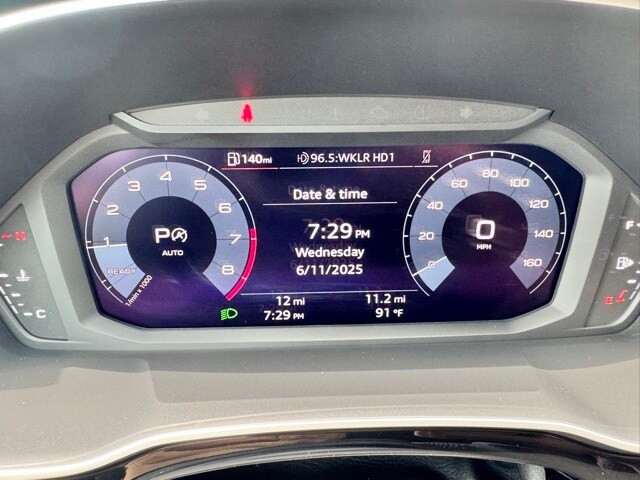 140mi
96.5:WKLR HD1
Date & time
7:29 PM
Wednesday
6/11/2025
1 2 3 4 5 6 7 8
P
AUTO
READY
1/min x 1000
0 20 40 60 80 100 120 140 160
0
MPH
12 mi
7:29 PM
11.2 mi
91 °F
H
C
F
E